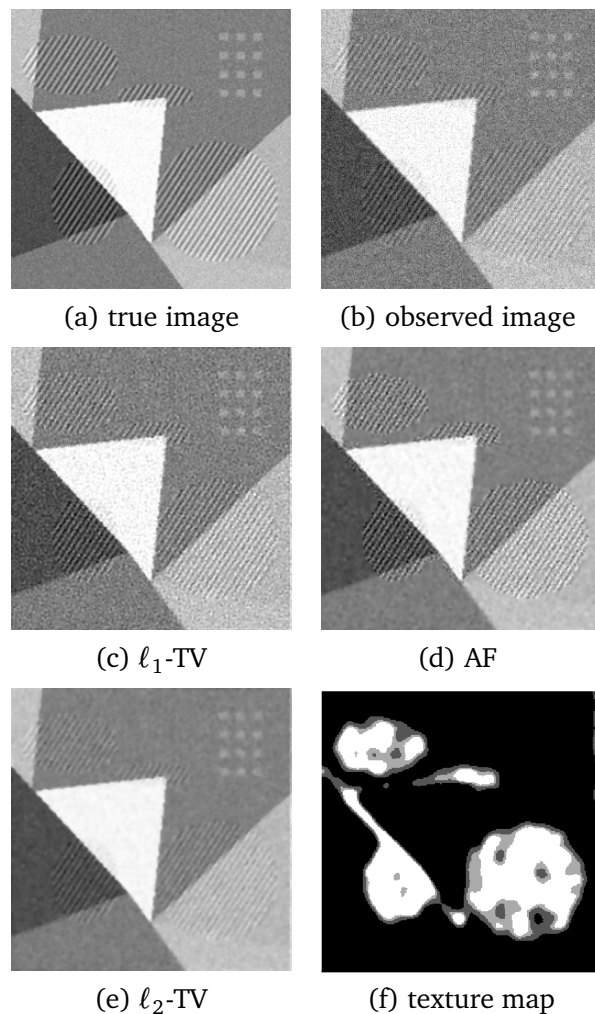 (a) true image
(b) observed image
(c) ℓ₁-TV
(d) AF
(e) ℓ₂-TV
(f) texture map